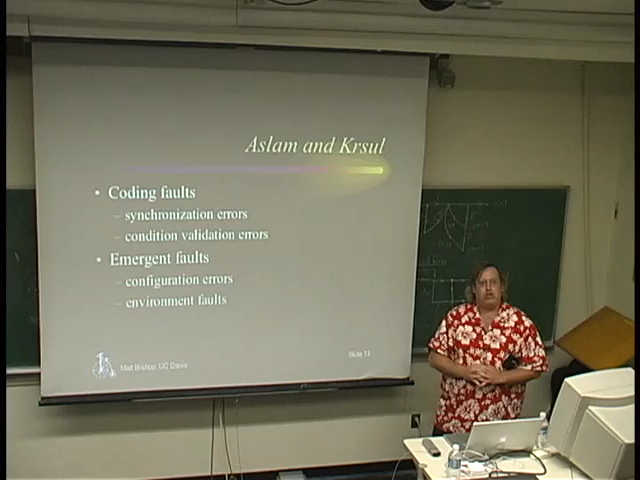 Aslam and Krsul
• Coding faults
– synchronization errors
– condition validation errors
• Emergent faults
– configuration errors
– environment faults
Matt Bishop, UC Davis
Slide 13